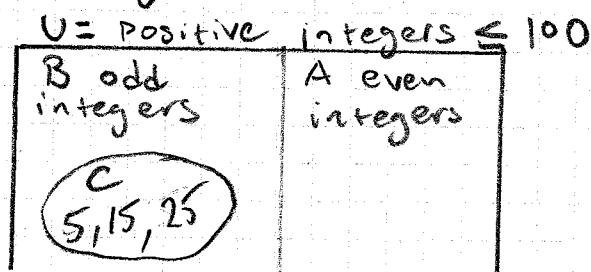 U = positive integers ≤ 100
B odd integers
A even integers
C
5, 15, 25